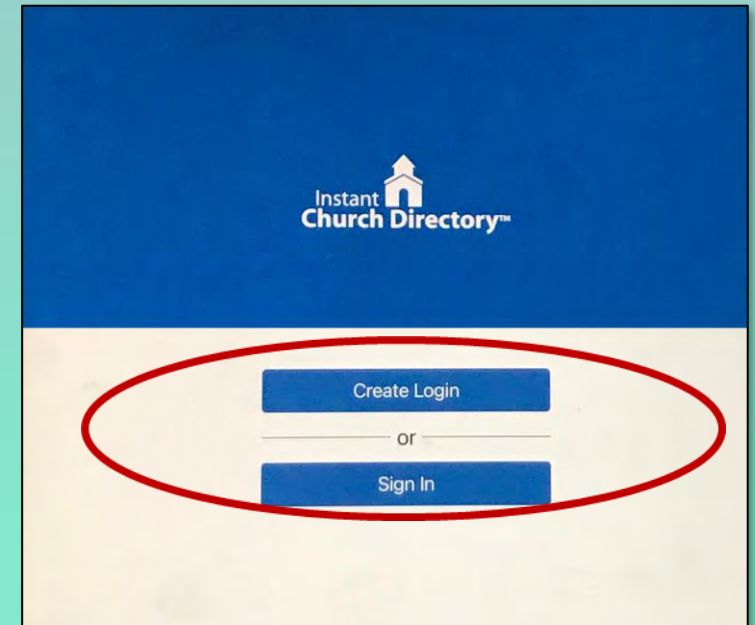 Instant
Church Directory™
Create Login
or
Sign In